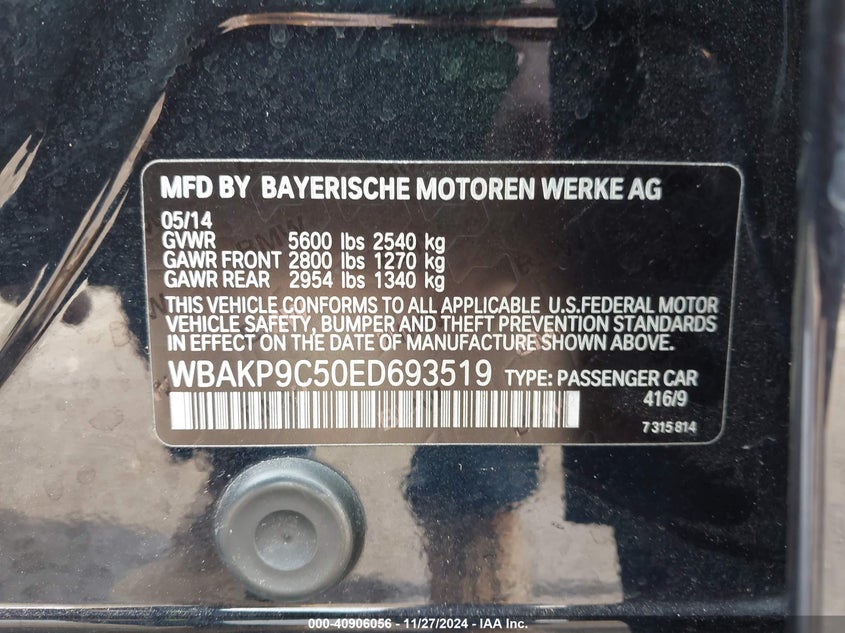 MFD BY BAYERISCHE MOTOREN WERKE AG
05/14
GVWR 5600 lbs 2540 kg
GAWR FRONT 2800 lbs 1270 kg
GAWR REAR 2954 lbs 1340 kg
THIS VEHICLE CONFORMS TO ALL APPLICABLE U.S.FEDERAL MOTOR
VEHICLE SAFETY, BUMPER AND THEFT PREVENTION STANDARDS
IN EFFECT ON THE DATE OF MANUFACTURE SHOWN ABOVE.
WBAKP9C50ED693519 TYPE: PASSENGER CAR
416/9
7 315 814
000-40906056 - 11/27/2024 - IAA Inc.